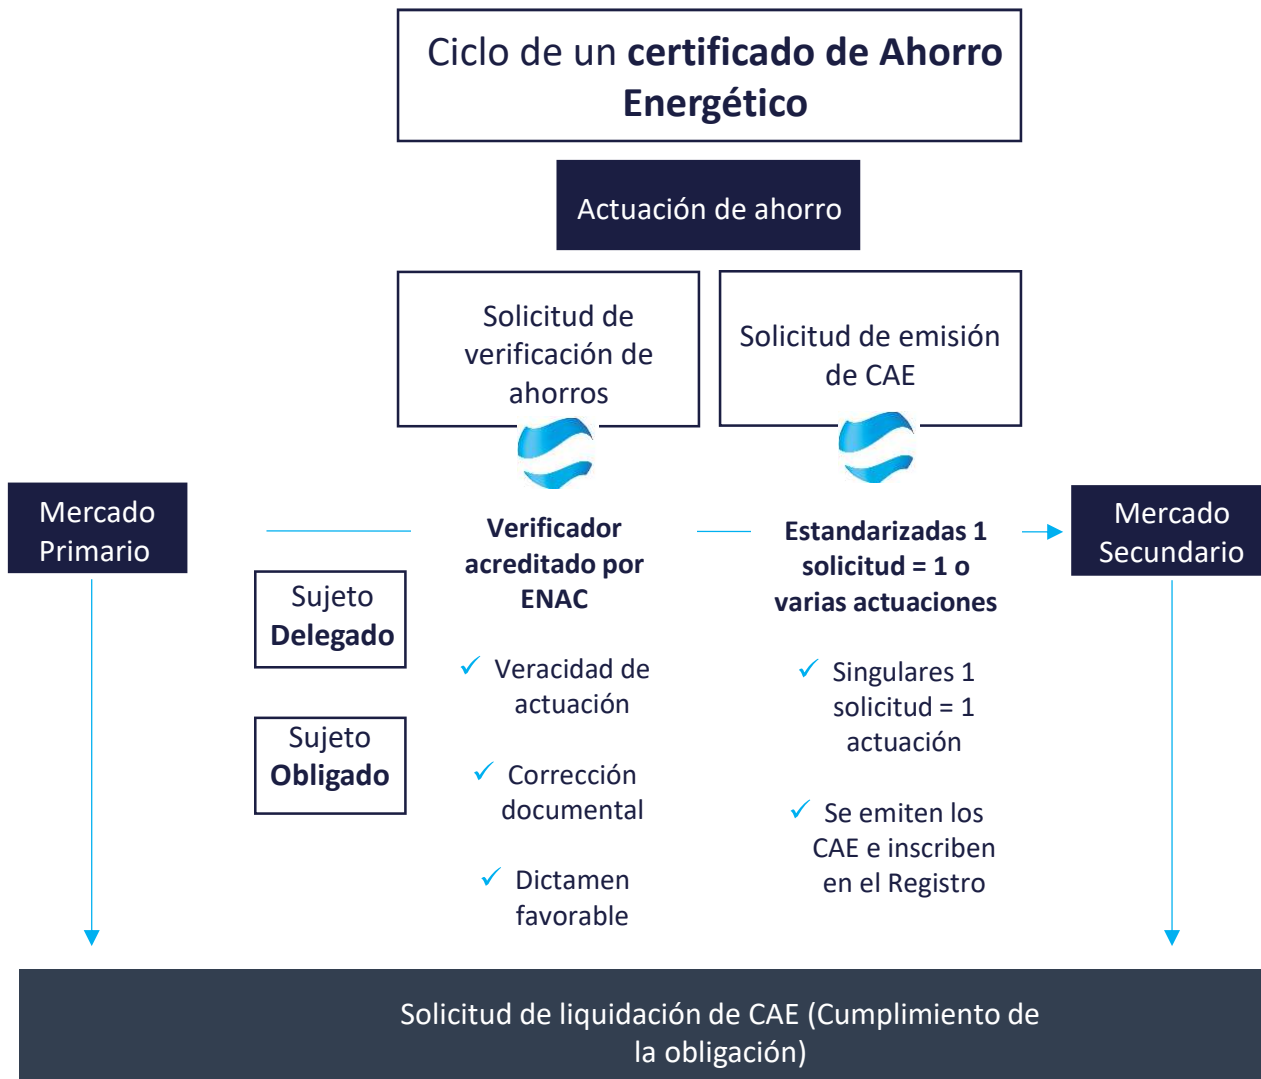 Ciclo de un certificado de Ahorro
Energético
Actuación de ahorro
Solicitud de
verificación de
ahorros
Solicitud de emisión
de CAE
Mercado
Primario
Sujeto
Delegado
Sujeto
Obligado
Verificador
acreditado por
ENAC
✓ Veracidad de
actuación
✓ Corrección
documental
✓ Dictamen
favorable
Estandarizadas 1
solicitud = 1 o
varias actuaciones
✓ Singulares 1
solicitud = 1
actuación
✓ Se emiten los
CAE e inscriben
en el Registro
Mercado
Secundario
Solicitud de liquidación de CAE (Cumplimiento de
la obligación)